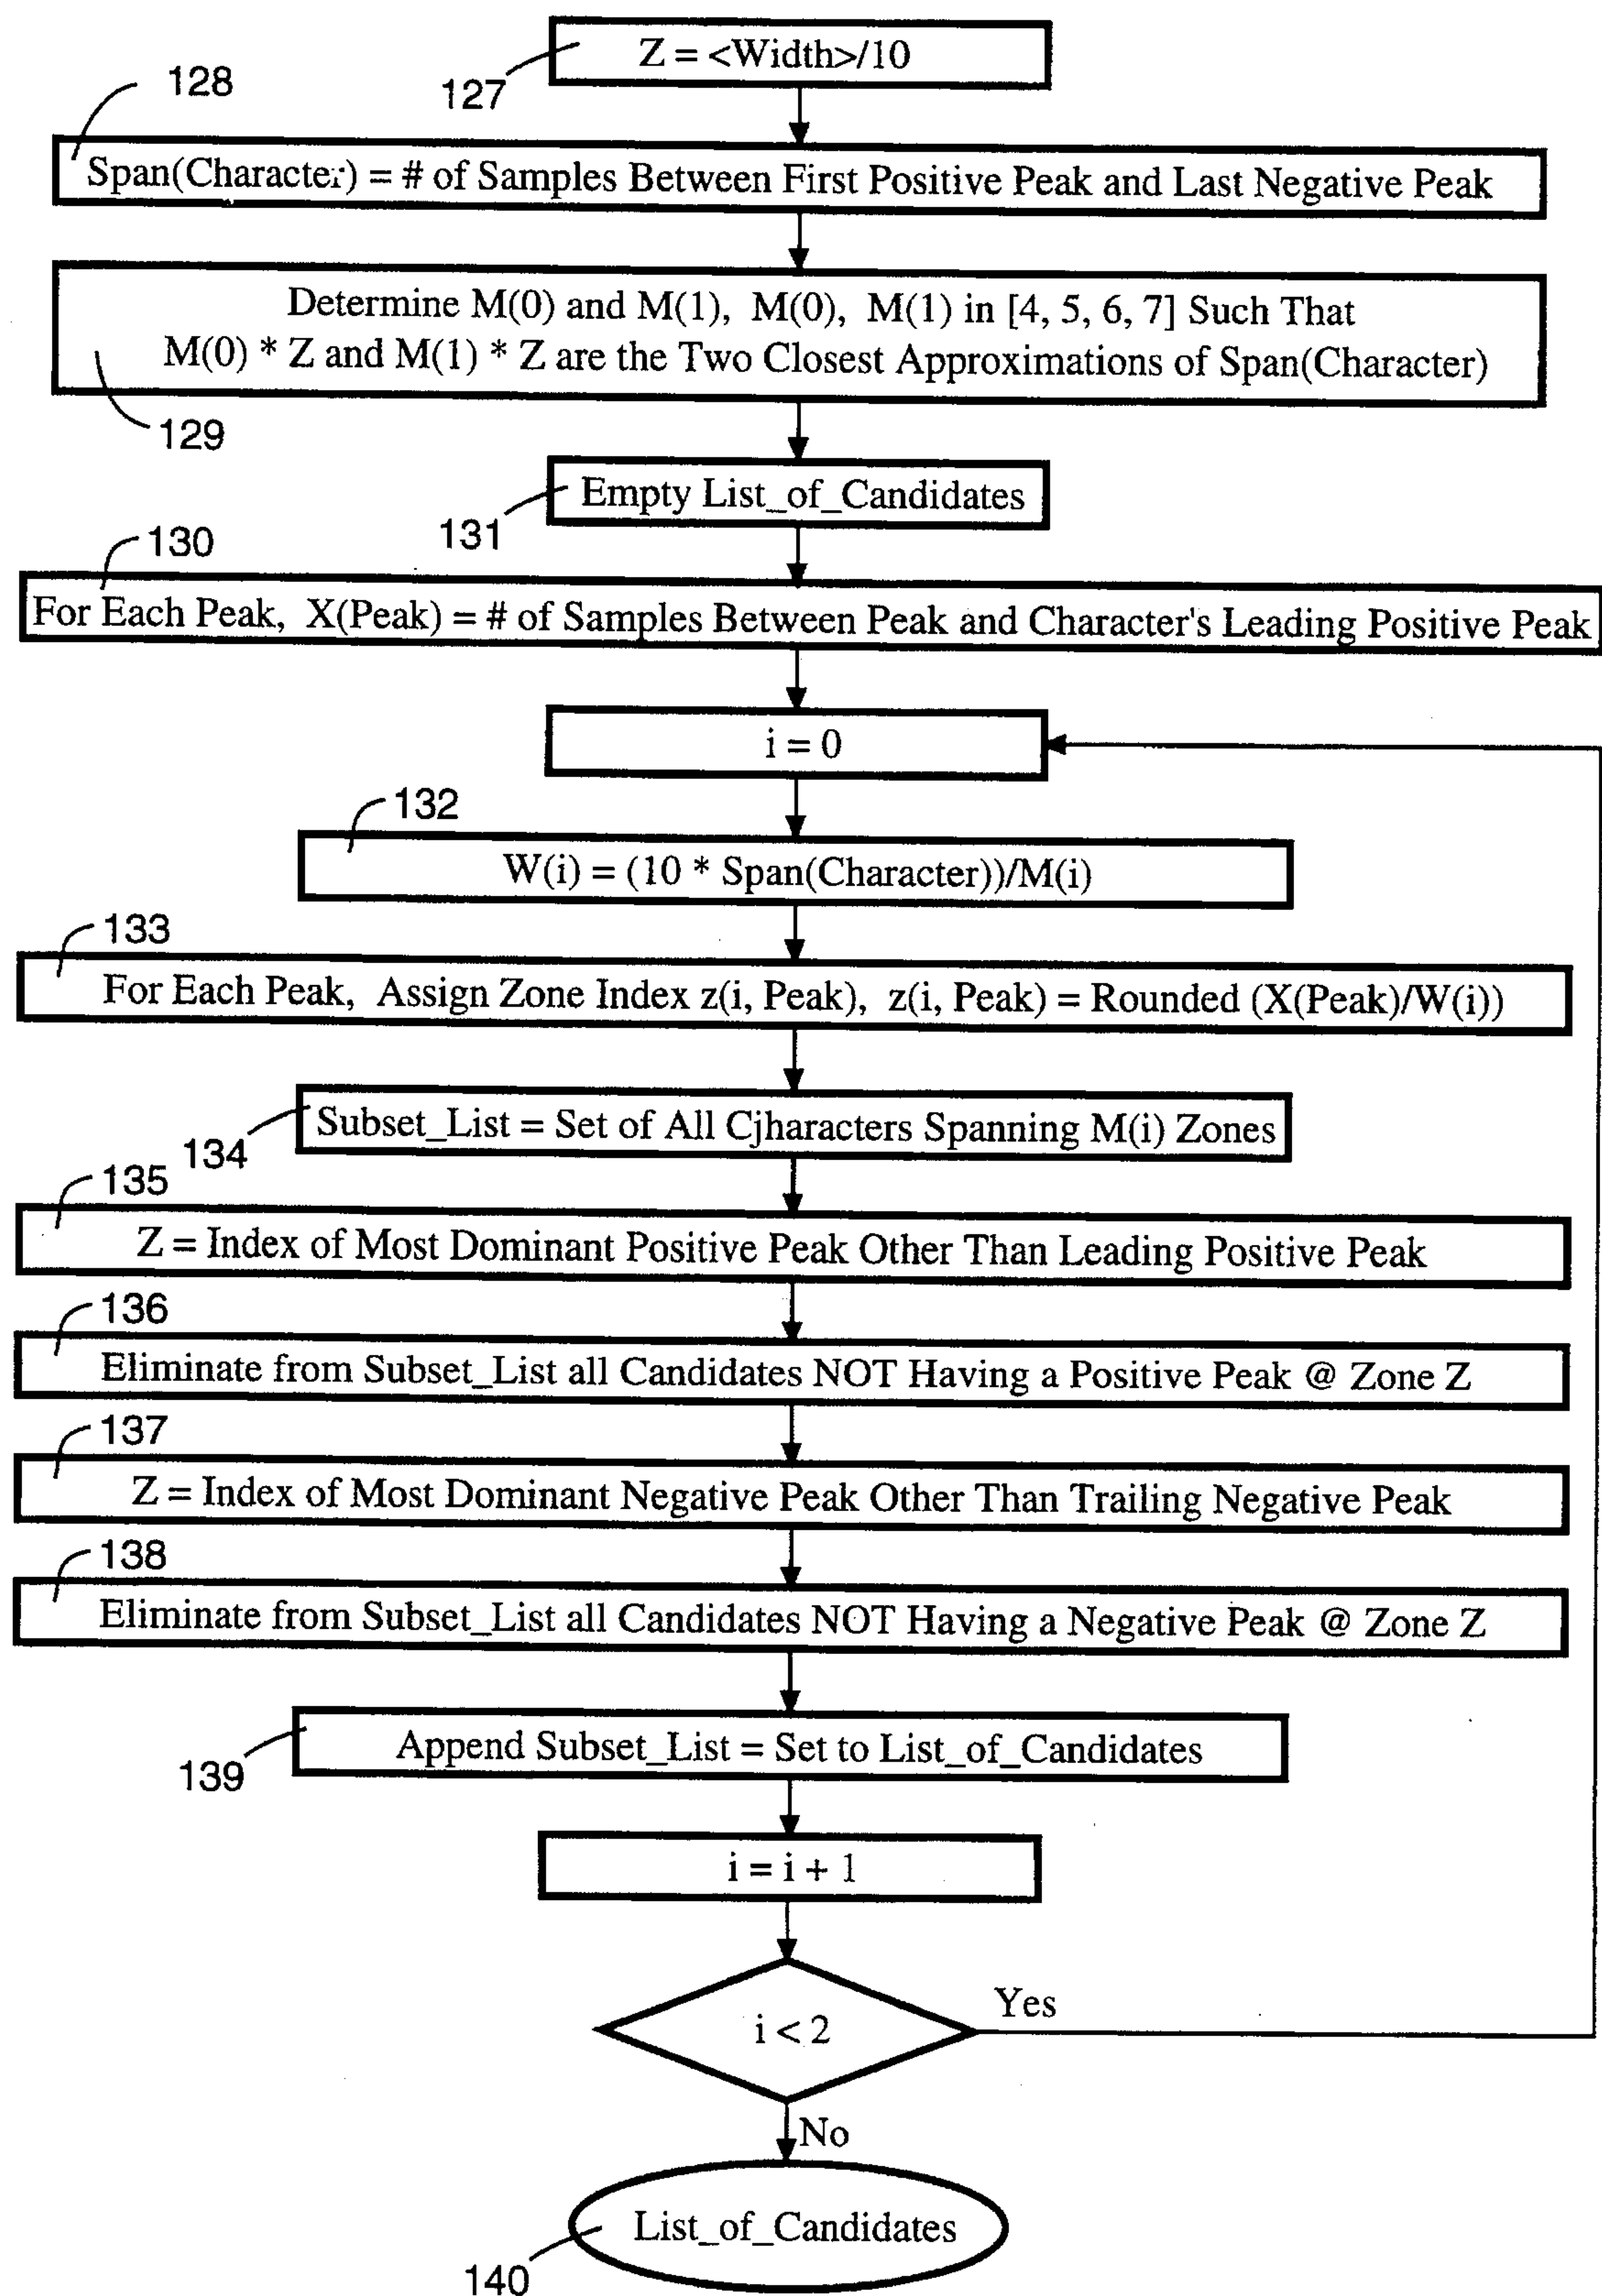 Z = <Width>/10
127
128
Span(Character) = # of Samples Between First Positive Peak and Last Negative Peak
Determine M(0) and M(1), M(0), M(1) in [4, 5, 6, 7] Such That
M(0) * Z and M(1) * Z are the Two Closest Approximations of Span(Character)
129
Empty List_of_Candidates
131
130
For Each Peak, X(Peak) = # of Samples Between Peak and Character's Leading Positive Peak
i = 0
132
W(i) = (10 * Span(Character))/M(i)
133
For Each Peak, Assign Zone Index z(i, Peak), z(i, Peak) = Rounded (X(Peak)/W(i))
Subset_List = Set of All Cjharacters Spanning M(i) Zones
134
135
Z = Index of Most Dominant Positive Peak Other Than Leading Positive Peak
136
Eliminate from Subset_List all Candidates NOT Having a Positive Peak @ Zone Z
137
Z = Index of Most Dominant Negative Peak Other Than Trailing Negative Peak
138
Eliminate from Subset_List all Candidates NOT Having a Negative Peak @ Zone Z
Append Subset_List = Set to List_of_Candidates
139
i = i + 1
i < 2
Yes
No
List_of_Candidates
140